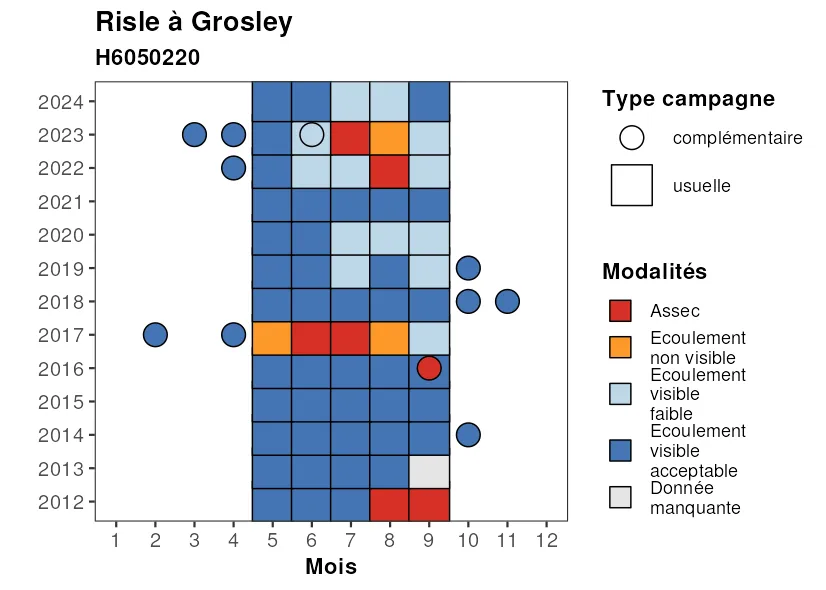 Risle à Grosley
H6050220
2024
2023
2022
2021
2020
2019
2018
2017
2016
2015
2014
2013
2012
1 2 3 4 5 6 7 8 9 10 11 12
Mois
Type campagne
complémentaire
usuelle
Modalités
Assec
Ecoulement
non visible
Ecoulement
visible
faible
Ecoulement
visible
acceptable
Donnée
manquante